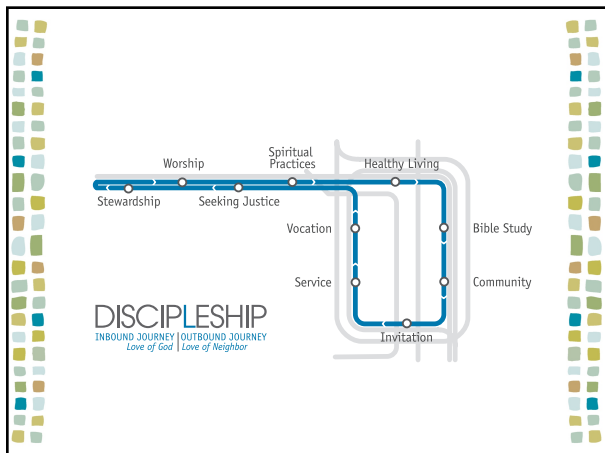 Spiritual
Practices
Worship
Healthy Living
Stewardship
Seeking Justice
Vocation
Bible Study
Service
Community
Invitation
DISCIPLESHIP
INBOUND JOURNEY | OUTBOUND JOURNEY
Love of God | Love of Neighbor